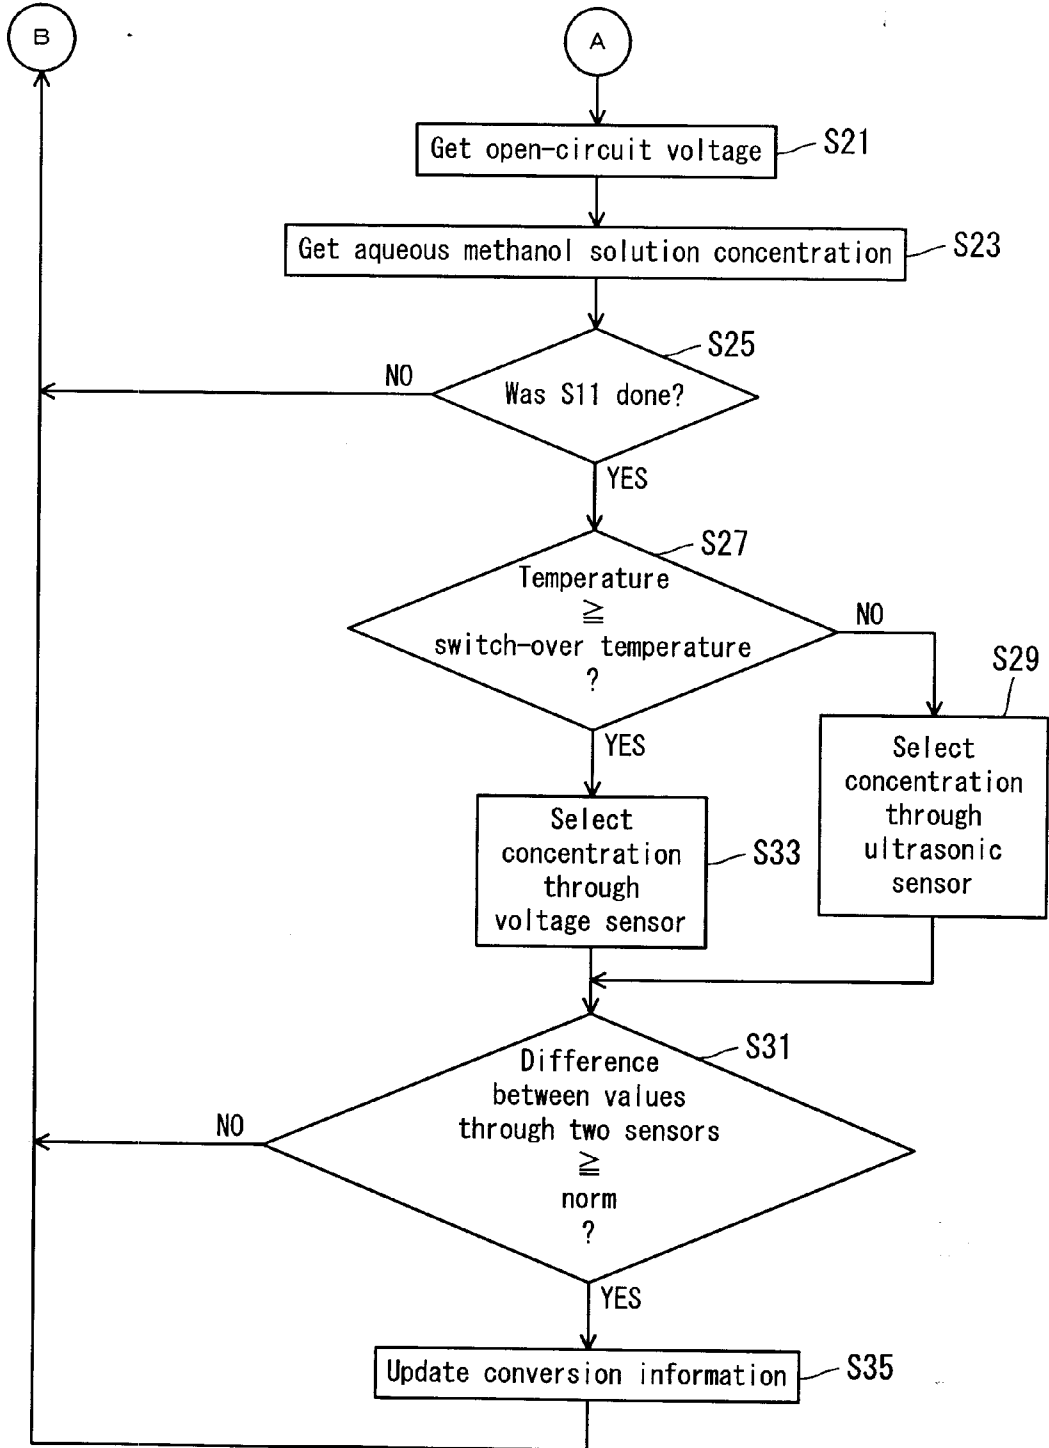 B
A
Get open-circuit voltage
S21
Get aqueous methanol solution concentration
S23
S25
NO
Was S11 done?
YES
S27
Temperature
≧
switch-over temperature
?
NO
YES
S29
Select
concentration
through
ultrasonic
sensor
Select
concentration
through
voltage sensor
S33
S31
Difference
between values
through two sensors
≧
norm
?
NO
YES
Update conversion information
S35